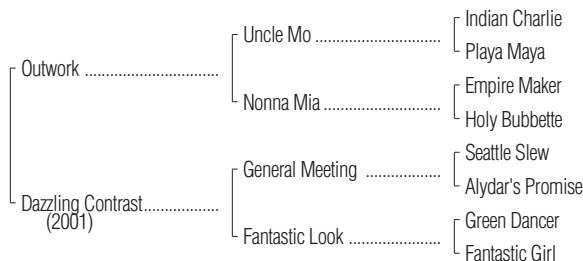 Indian Charlie
Uncle Mo ........................................
Playa Maya
Outwork ...........................................
Empire Maker
Nonna Mia .....................................
Holy Bubbette
Seattle Slew
General Meeting .......................
Alydar's Promise
Dazzling Contrast........................
(2001)
Green Dancer
Fantastic Look ..............................
Fantastic Girl